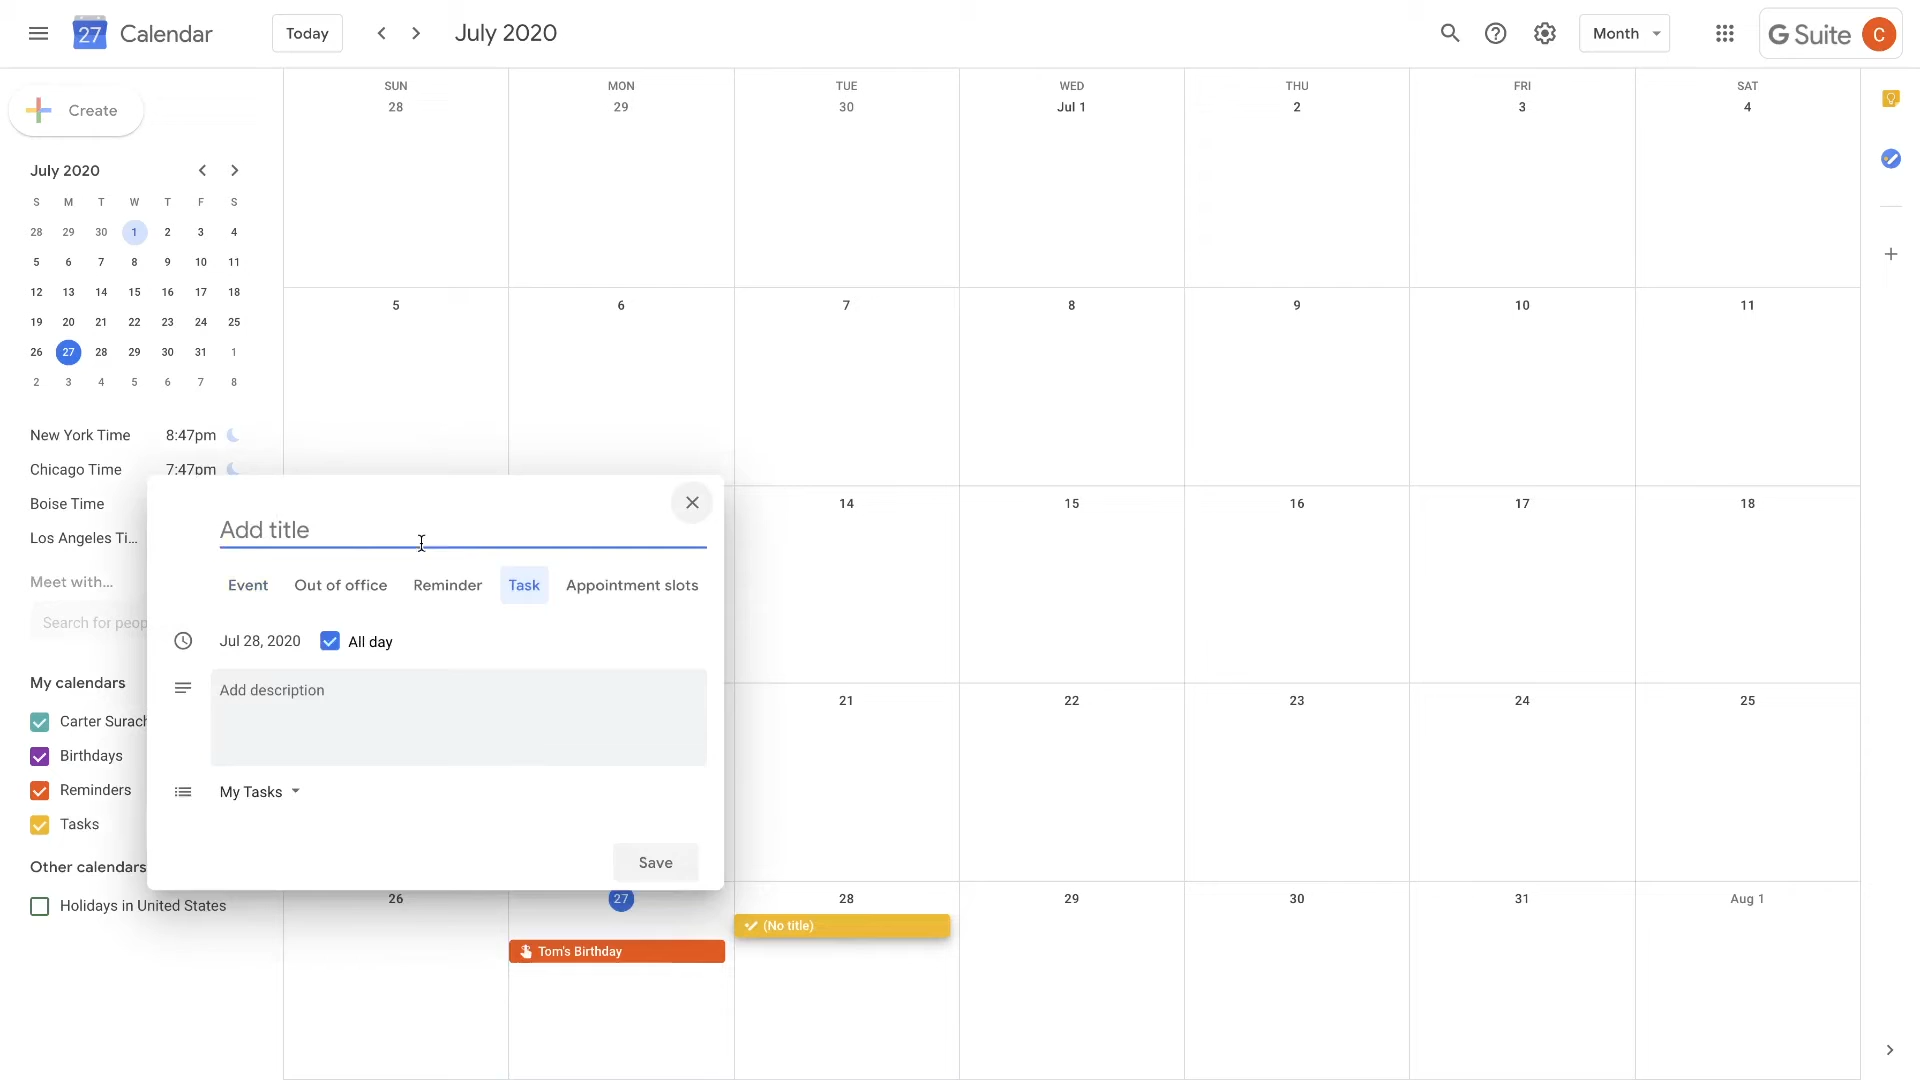 27 Calendar Today July 2020 Month G Suite C
Create
July 2020
S M T W T F S
28 29 30 1 2 3 4
5 6 7 8 9 10 11
12 13 14 15 16 17 18
19 20 21 22 23 24 25
26 27 28 29 30 31 1
2 3 4 5 6 7 8
New York Time 8:47pm
Chicago Time 7:47pm
Boise Time
Los Angeles Ti...
Meet with...
Search for peop
My calendars
Carter Surach
Birthdays
Reminders
Tasks
Other calendars
Holidays in United States
SUN MON TUE WED THU FRI SAT
28 29 30 Jul 1 2 3 4
5 6 7 8 9 10 11
14 15 16 17 18
21 22 23 24 25
26 27 28 29 30 31 Aug 1
(No title)
Tom's Birthday
Add title
Event Out of office Reminder Task Appointment slots
Jul 28, 2020 All day
Add description
My Tasks
Save